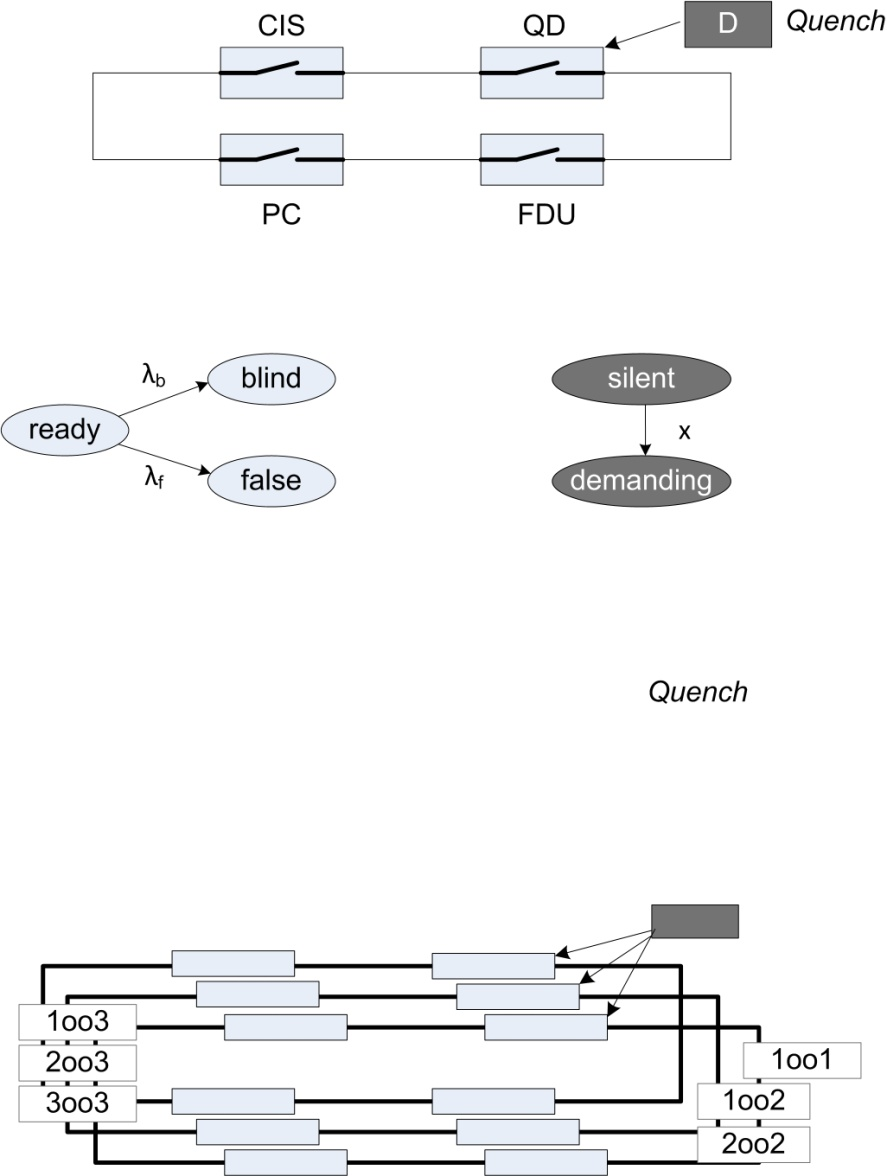 CIS
QD
D
Quench
PC
FDU
λb
blind
silent
ready
x
λf
false
demanding
Quench
1oo3
2oo3
3oo3
1oo1
1oo2
2oo2